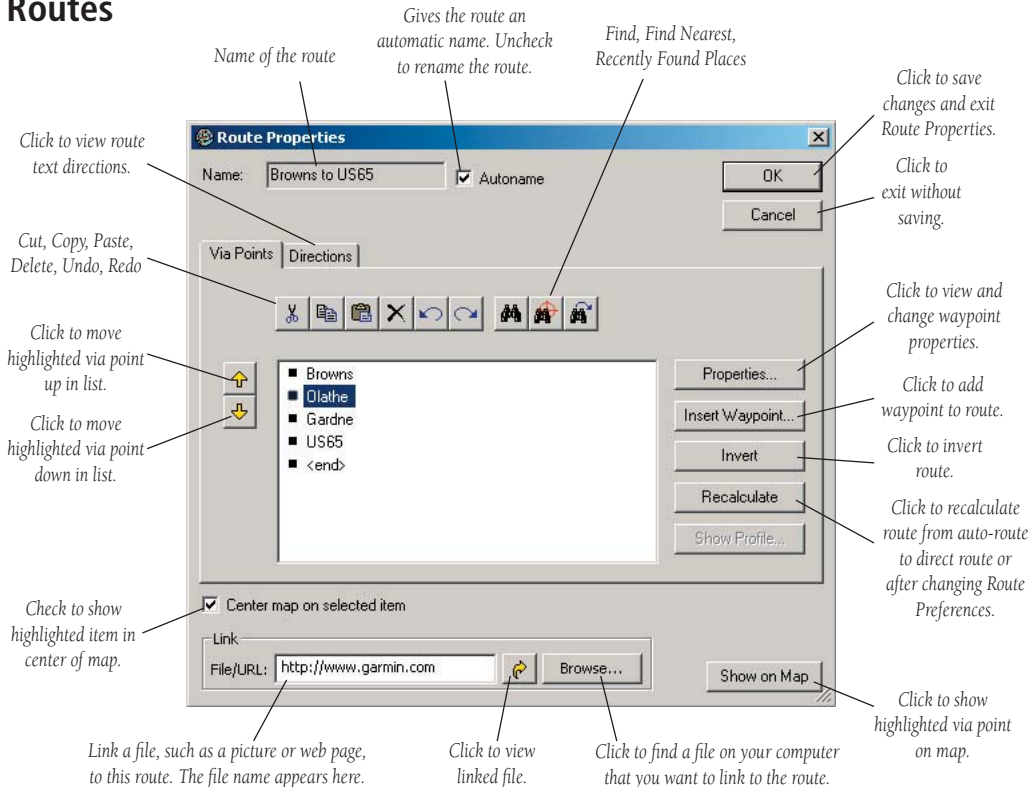 Routes
Name of the route
Gives the route an
automatic name. Uncheck
to rename the route.
Find, Find Nearest,
Recently Found Places
Click to save
changes and exit
Route Properties.
Click to view route
text directions.
Click to
exit without
saving.
Cut, Copy, Paste,
Delete, Undo, Redo
Click to move
highlighted via point
up in list.
Click to move
highlighted via point
down in list.
Route Properties
Name: Browns to US65
Autoname
OK
Cancel
Via Points
Directions
Browns
Olathe
Gardne
US65
<end>
Properties...
Insert Waypoint...
Invert
Recalculate
Show Profile...
Click to view and
change waypoint
properties.
Click to add
waypoint to route.
Click to invert
route.
Click to recalculate
route from auto-route
to direct route or
after changing Route
Preferences.
Check to show
highlighted item in
center of map.
Center map on selected item
Link
File/URL: http://www.garmin.com
Browse...
Show on Map
Link a file, such as a picture or web page,
to this route. The file name appears here.
Click to view
linked file.
Click to find a file on your computer
that you want to link to the route.
Click to show
highlighted via point
on map.